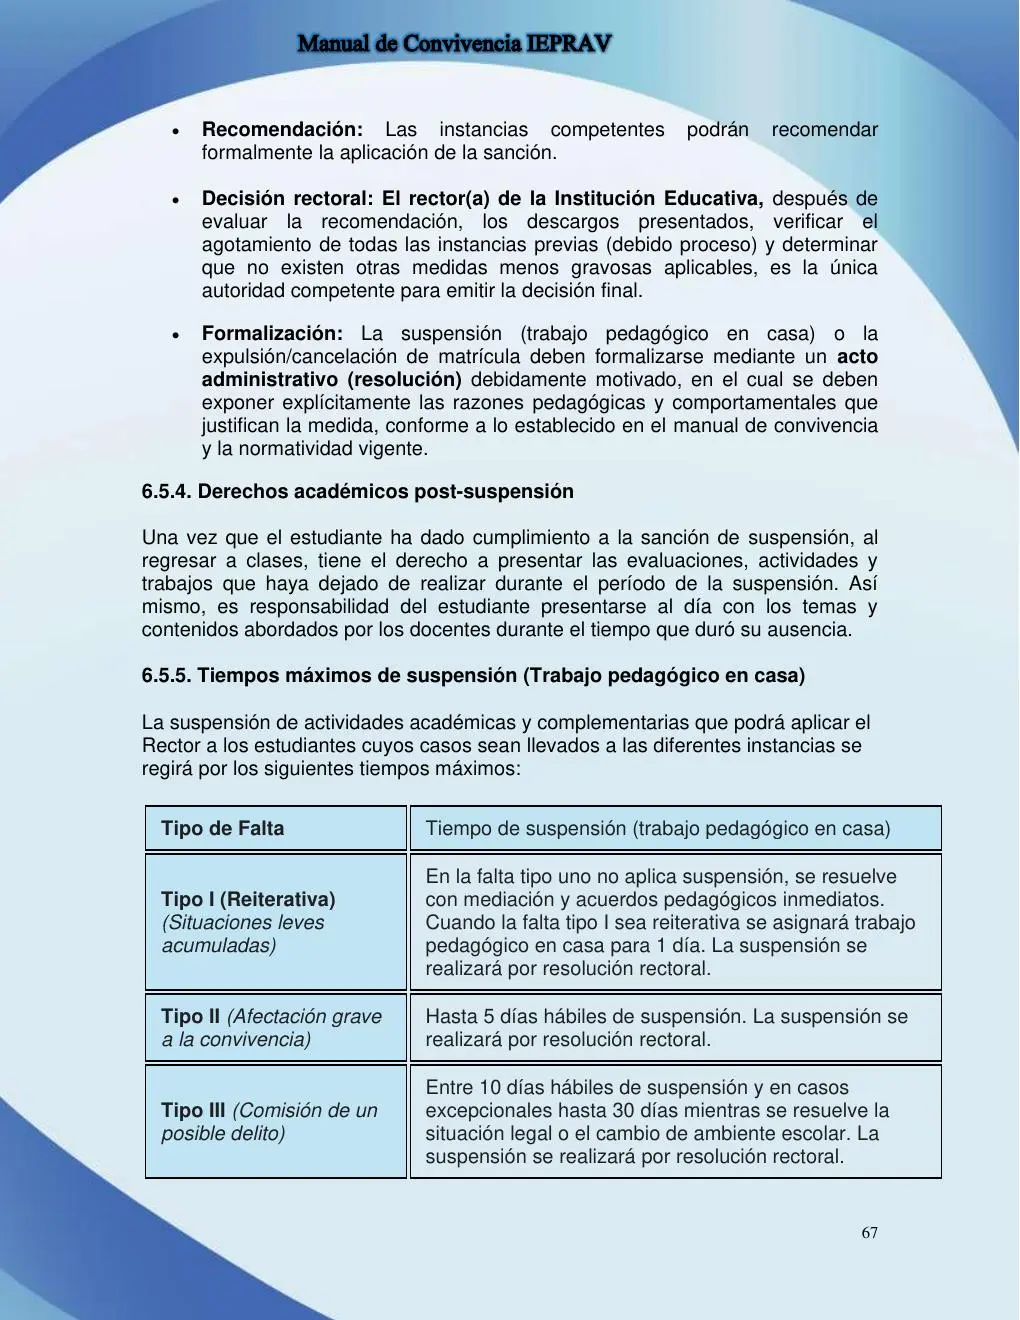 Manual de Convivencia IEPRAV
• Recomendación: Las instancias competentes podrán recomendar
formalmente la aplicación de la sanción.
• Decisión rectoral: El rector(a) de la Institución Educativa, después de
evaluar la recomendación, los descargos presentados, verificar el
agotamiento de todas las instancias previas (debido proceso) y determinar
que no existen otras medidas menos gravosas aplicables, es la única
autoridad competente para emitir la decisión final.
• Formalización: La suspensión (trabajo pedagógico en casa) o la
expulsión/cancelación de matrícula deben formalizarse mediante un acto
administrativo (resolución) debidamente motivado, en el cual se deben
exponer explícitamente las razones pedagógicas y comportamentales que
justifican la medida, conforme a lo establecido en el manual de convivencia
y la normatividad vigente.
6.5.4. Derechos académicos post-suspensión
Una vez que el estudiante ha dado cumplimiento a la sanción de suspensión, al
regresar a clases, tiene el derecho a presentar las evaluaciones, actividades y
trabajos que haya dejado de realizar durante el período de la suspensión. Así
mismo, es responsabilidad del estudiante presentarse al día con los temas y
contenidos abordados por los docentes durante el tiempo que duró su ausencia.
6.5.5. Tiempos máximos de suspensión (Trabajo pedagógico en casa)
La suspensión de actividades académicas y complementarias que podrá aplicar el
Rector a los estudiantes cuyos casos sean llevados a las diferentes instancias se
regirá por los siguientes tiempos máximos:
Tipo de Falta
Tiempo de suspensión (trabajo pedagógico en casa)
Tipo I (Reiterativa)
(Situaciones leves
acumuladas)
En la falta tipo uno no aplica suspensión, se resuelve
con mediación y acuerdos pedagógicos inmediatos.
Cuando la falta tipo I sea reiterativa se asignará trabajo
pedagógico en casa para 1 día. La suspensión se
realizará por resolución rectoral.
Tipo II (Afectación grave
a la convivencia)
Hasta 5 días hábiles de suspensión. La suspensión se
realizará por resolución rectoral.
Tipo III (Comisión de un
posible delito)
Entre 10 días hábiles de suspensión y en casos
excepcionales hasta 30 días mientras se resuelve la
situación legal o el cambio de ambiente escolar. La
suspensión se realizará por resolución rectoral.
67